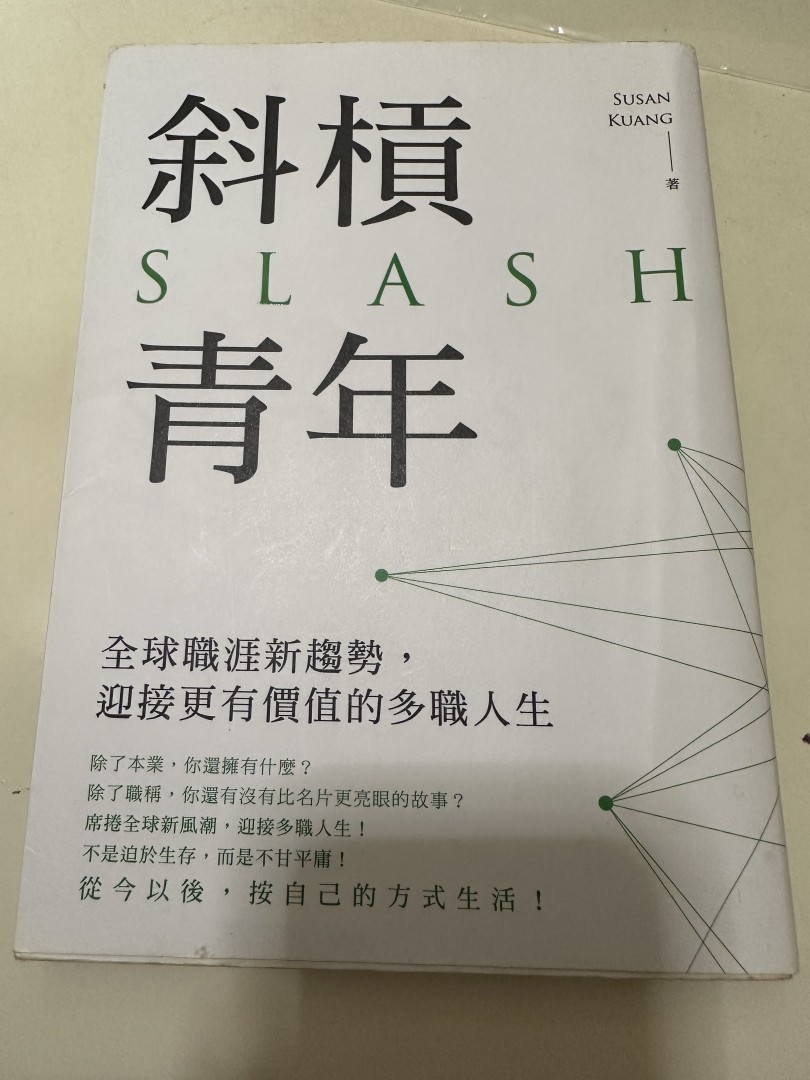 斜槓
SUSAN
KUANG
著
SLASH
青年
全球職涯新趨勢，
迎接更有價值的多職人生
除了本業，你還擁有什麼？
除了職稱，你還有沒有比名片更亮眼的故事？
席捲全球新風潮，迎接多職人生！
不是迫於生存，而是不甘平庸！
從今以後，按自己的方式生活！